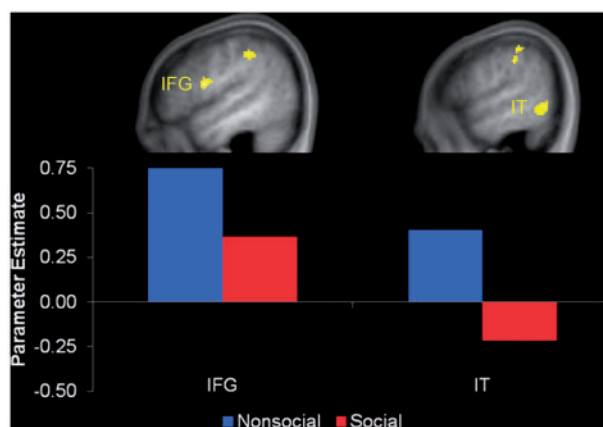 IFG
IT
0.75
0.50
0.25
0.00
-0.25
-0.50
Parameter Estimate
IFG
IT
Nonsocial
Social